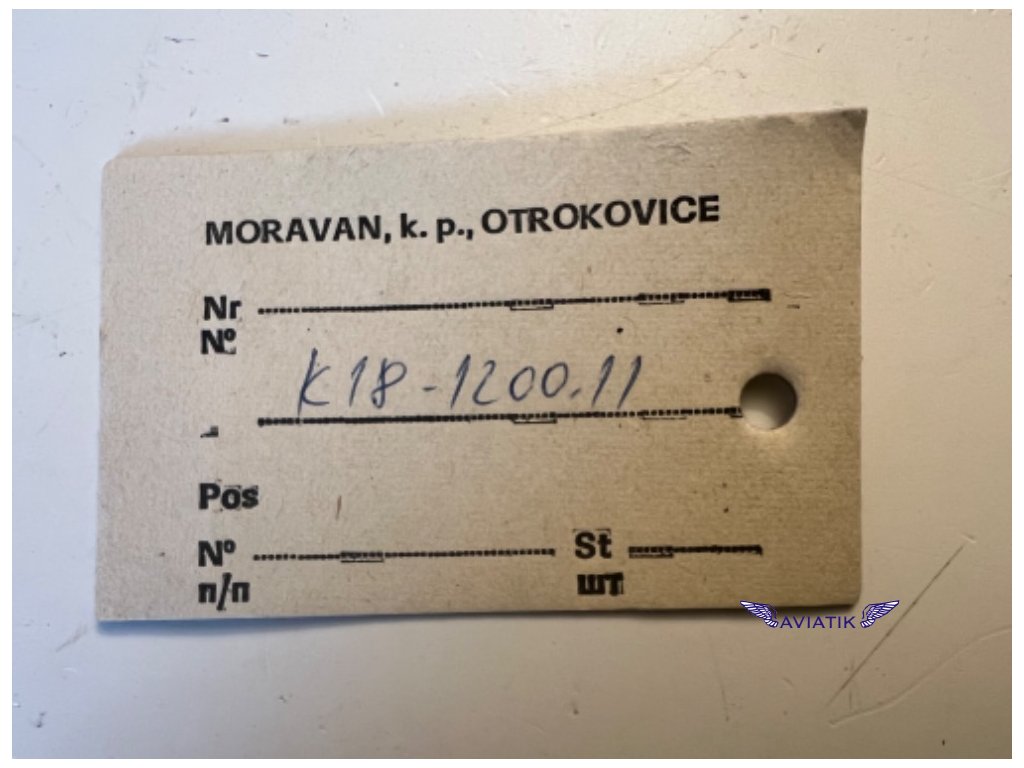 MORAVAN, k. p., OTROKOVICE
Nr
Nº
K18-1200.11
Pos
Nº St
п/п шт
AVIATIK